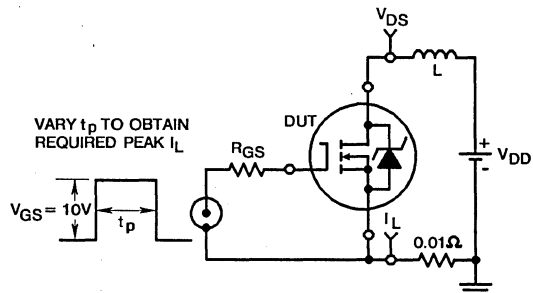 VDS
L
VARY tp TO OBTAIN
REQUIRED PEAK IL
DUT
RGS
+
VDD
-
VGS = 10V
tp
IL
0.01Ω